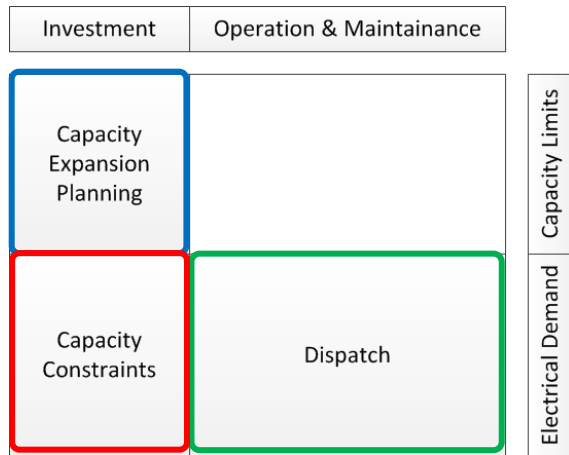 Investment
Operation & Maintainance
Capacity
Expansion
Planning
Capacity Limits
Capacity
Constraints
Dispatch
Electrical Demand